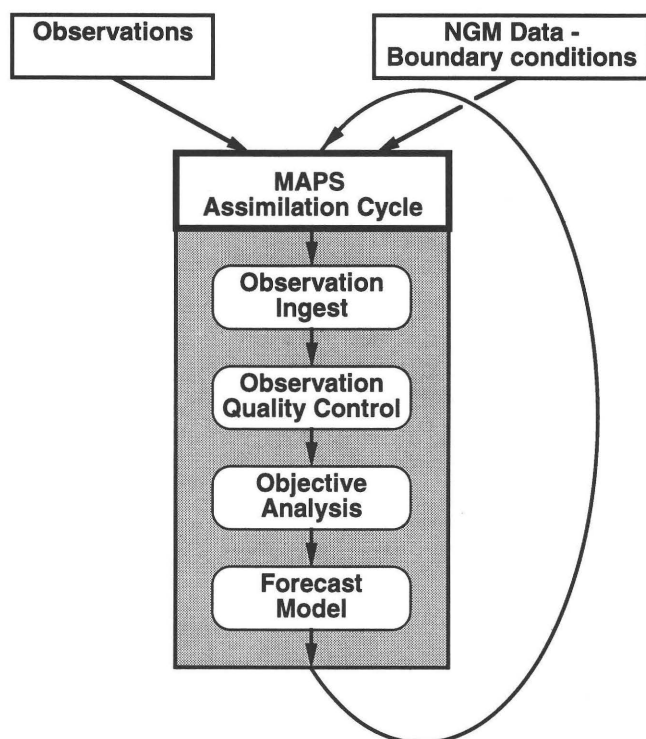 Observations
NGM Data -
Boundary conditions
MAPS
Assimilation Cycle
Observation
Ingest
Observation
Quality Control
Objective
Analysis
Forecast
Model